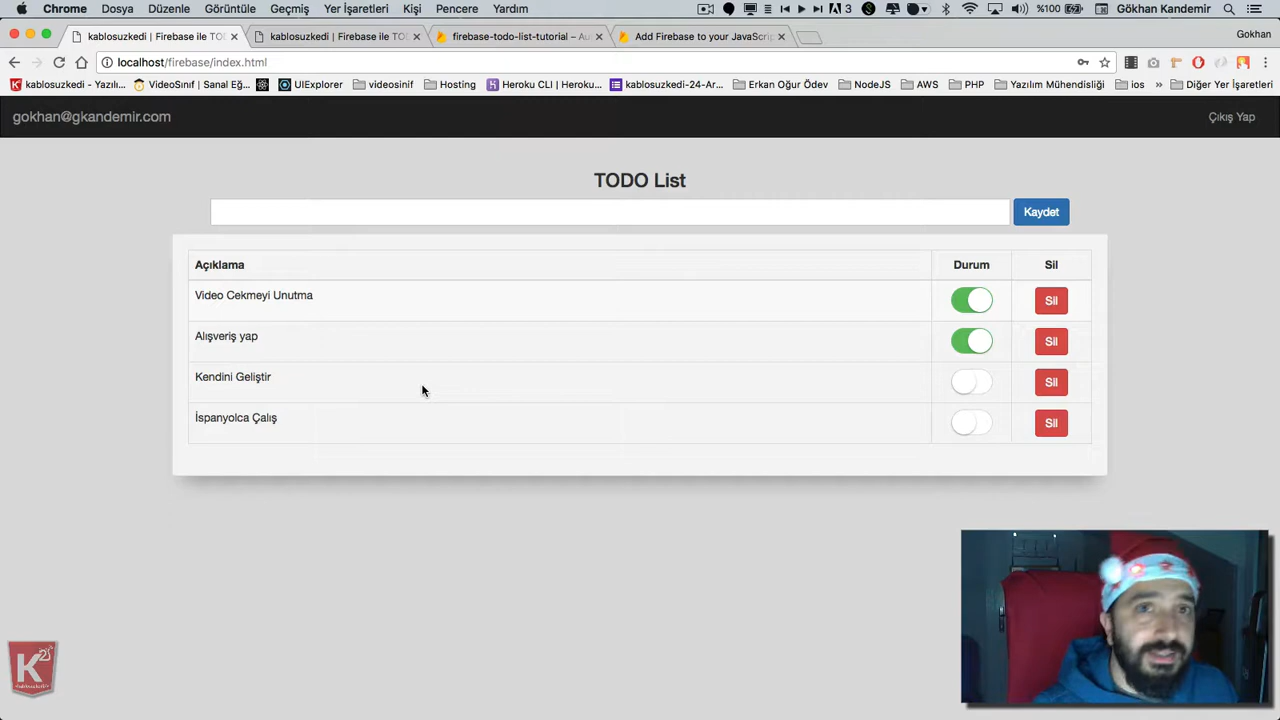 Chrome Dosya Düzenle Görüntüle Geçmiş Yer İşaretleri Kişi Pencere Yardım 3 %100 Gökhan Kandemir
kablosuzkedi | Firebase ile TO kablosuzkedi | Firebase ile TO firebase-todo-list-tutorial – Au Add Firebase to your JavaScrip Gokhan
localhost/firebase/index.html
kablosuzkedi - Yazılı... VideoSınıf | Sanal Eğ... UIExplorer videosinif Hosting Heroku CLI | Heroku... kablosuzkedi-24-Ar... Erkan Oğur Ödev NodeJS AWS PHP Yazılım Mühendisliği ios » Diğer Yer İşaretleri
gokhan@gkandemir.com Çıkış Yap
TODO List
Kaydet
Açıklama Durum Sil
Video Cekmeyi Unutma Sil
Alışveriş yap Sil
Kendini Geliştir Sil
İspanyolca Çalış Sil